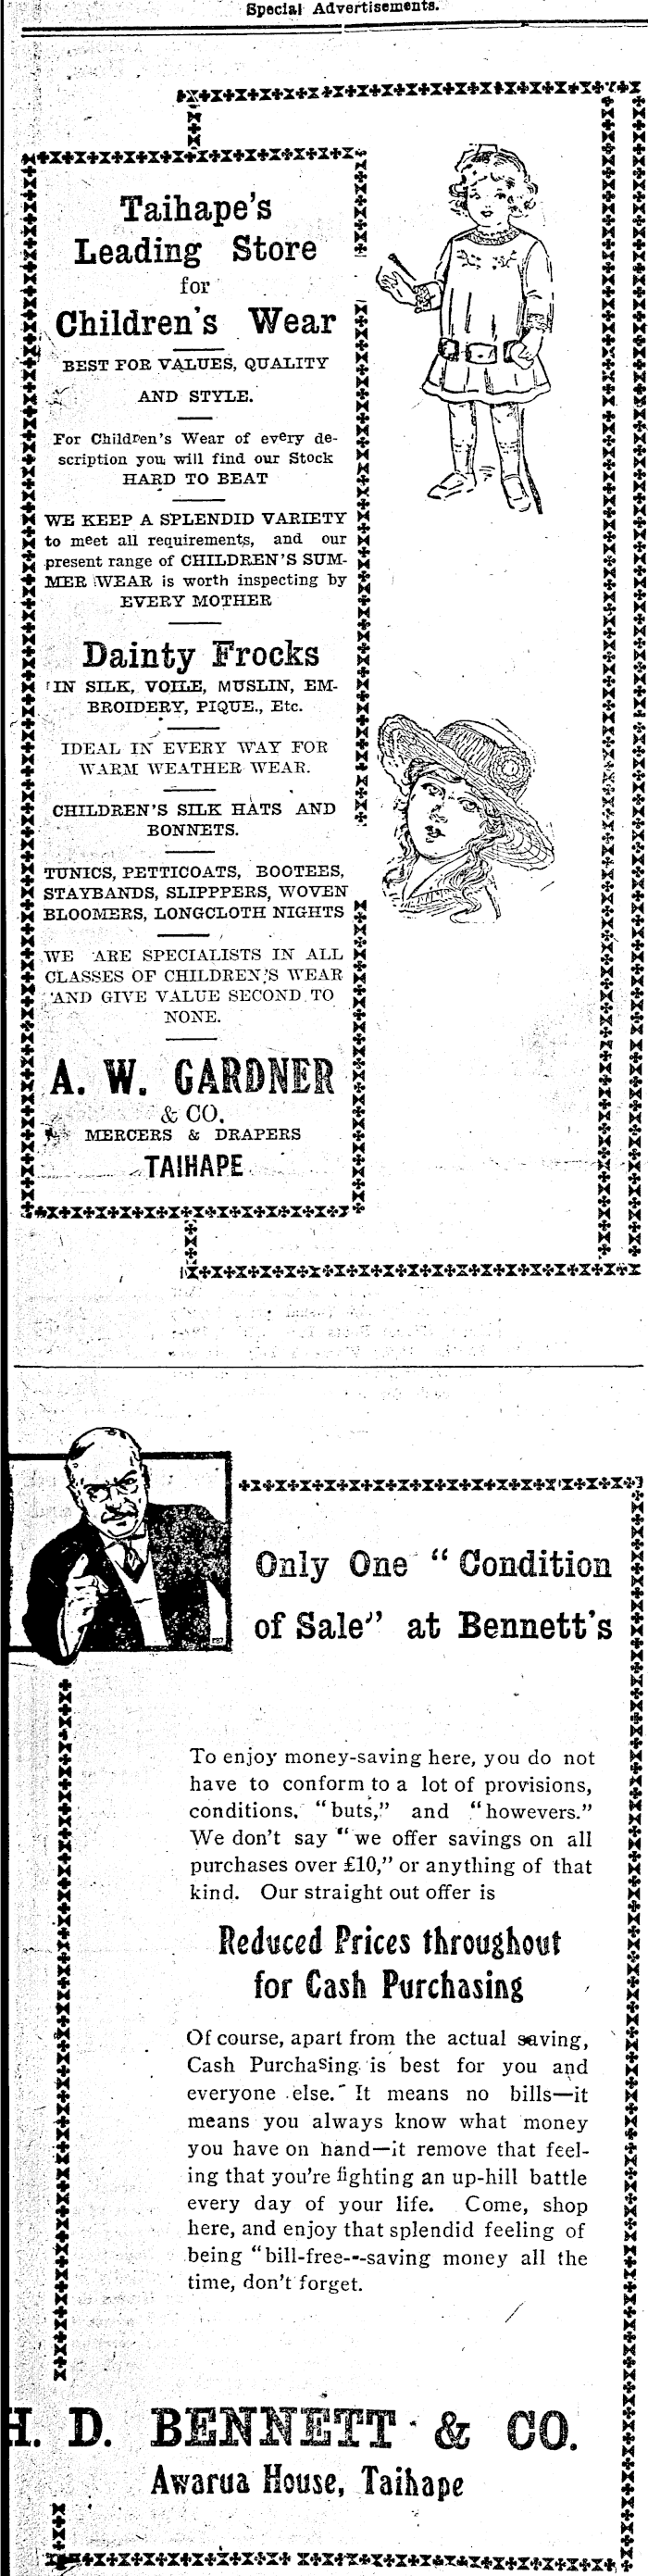 Special Advertisements.
Taihape's
Leading Store
for
Children's Wear
BEST FOR VALUES, QUALITY
AND STYLE.
For Children's Wear of every de-
scription you will find our Stock
HARD TO BEAT
WE KEEP A SPLENDID VARIETY
to meet all requirements, and our
present range of CHILDREN'S SUM-
MER WEAR is worth inspecting by
EVERY MOTHER
Dainty Frocks
IN SILK, VOILE, MUSLIN, EM-
BROIDERY, PIQUE., Etc.
IDEAL IN EVERY WAY FOR
WARM WEATHER WEAR.
CHILDREN'S SILK HATS AND
BONNETS.
TUNICS, PETTICOATS, BOOTEES,
STAYBANDS, SLIPPPERS, WOVEN
BLOOMERS, LONGCLOTH NIGHTS
WE ARE SPECIALISTS IN ALL
CLASSES OF CHILDREN'S WEAR
AND GIVE VALUE SECOND TO
NONE.
A. W. GARDNER
& CO.
MERCERS & DRAPERS
TAIHAPE
Only One "Condition
of Sale" at Bennett's
To enjoy money-saving here, you do not
have to conform to a lot of provisions,
conditions, "buts," and "howevers."
We don't say "we offer savings on all
purchases over £10," or anything of that
kind. Our straight out offer is
Reduced Prices throughout
for Cash Purchasing
Of course, apart from the actual saving,
Cash Purchasing is best for you and
everyone else. It means no bills—it
means you always know what money
you have on hand—it remove that feel-
ing that you're fighting an up-hill battle
every day of your life. Come, shop
here, and enjoy that splendid feeling of
being "bill-free---saving money all the
time, don't forget.
H. D. BENNETT & CO.
Awarua House, Taihape